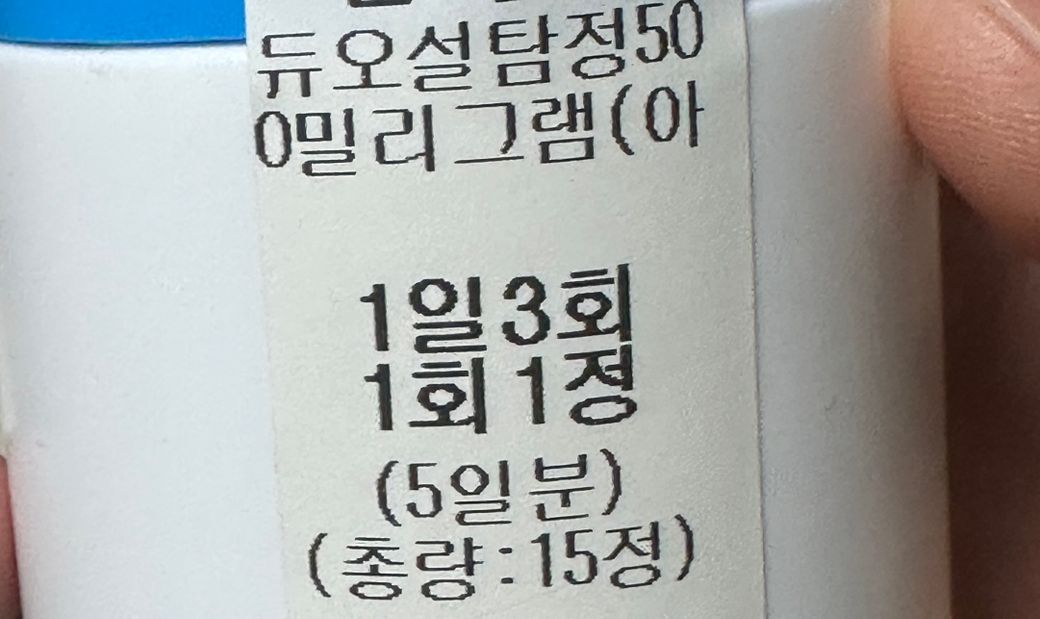 듀오설탐정50
0밀리그램(아
1일3회
1회1정
(5일분)
(총량:15정)